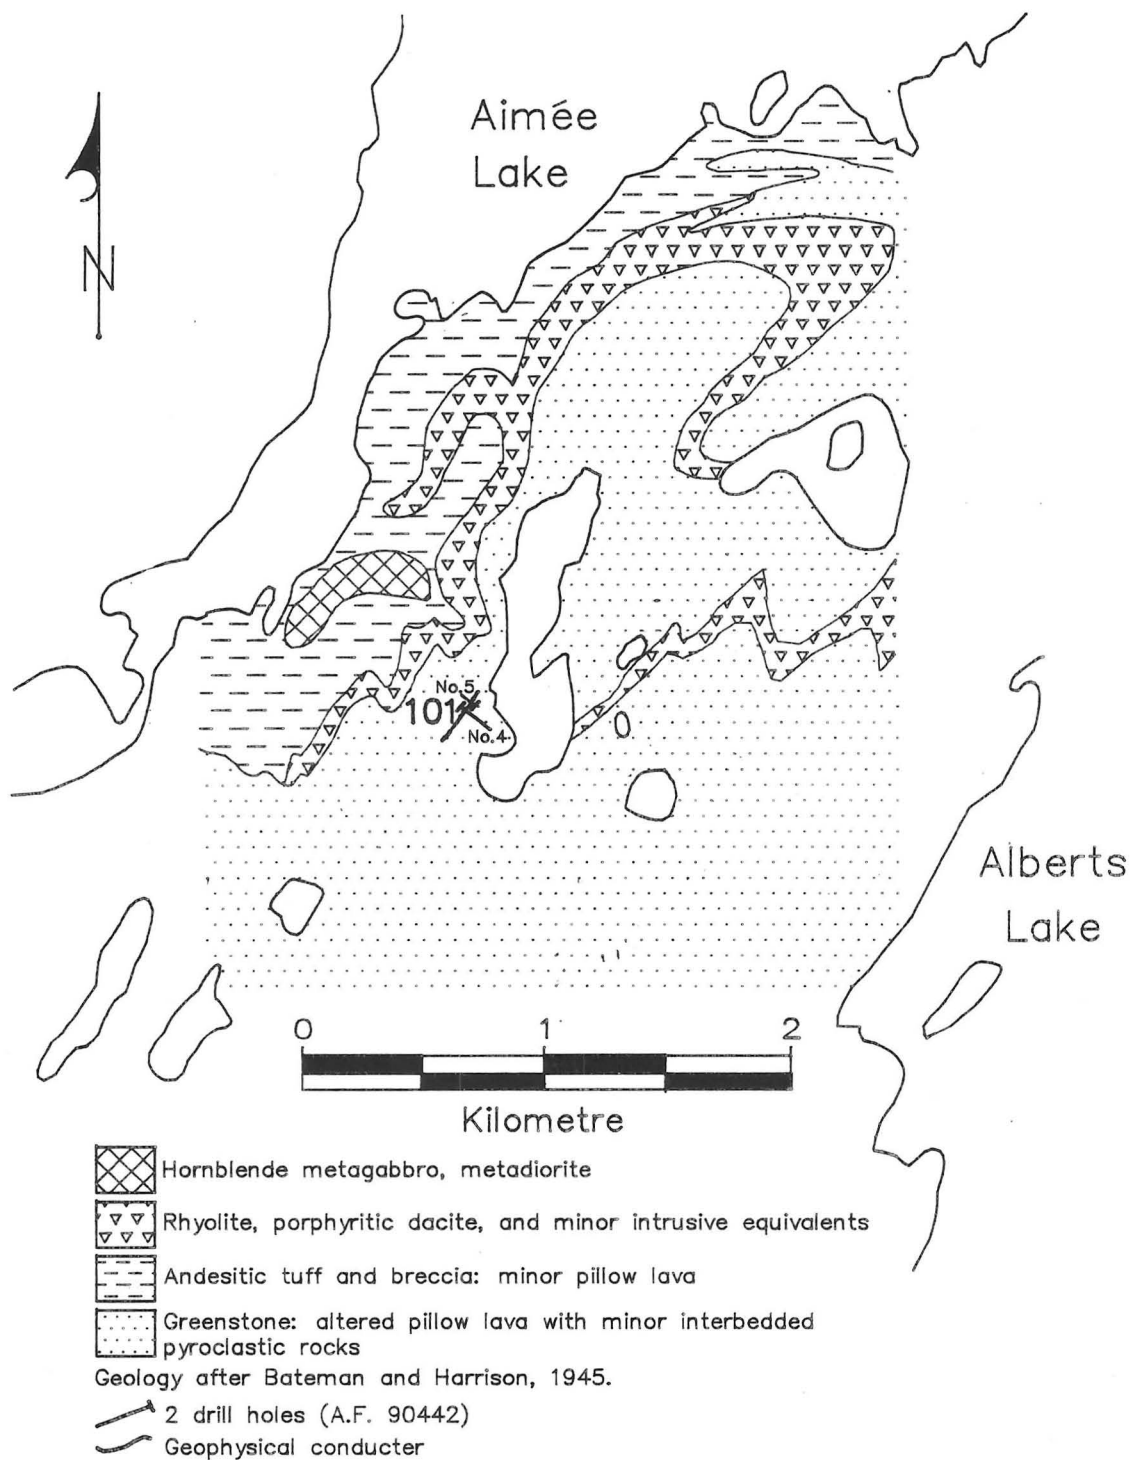 Aimée
Lake
N
No.5
101
No.4
Alberts
Lake
0 1 2
Kilometre
Hornblende metagabbro, metadiorite
Rhyolite, porphyritic dacite, and minor intrusive equivalents
Andesitic tuff and breccia: minor pillow lava
Greenstone: altered pillow lava with minor interbedded
pyroclastic rocks
Geology after Bateman and Harrison, 1945.
2 drill holes (A.F. 90442)
Geophysical conducter